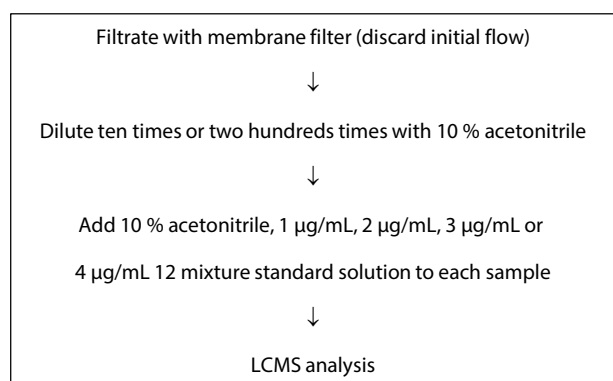 Filtrate with membrane filter (discard initial flow)
↓
Dilute ten times or two hundreds times with 10 % acetonitrile
↓
Add 10 % acetonitrile, 1 μg/mL, 2 μg/mL, 3 μg/mL or
4 μg/mL 12 mixture standard solution to each sample
↓
LCMS analysis